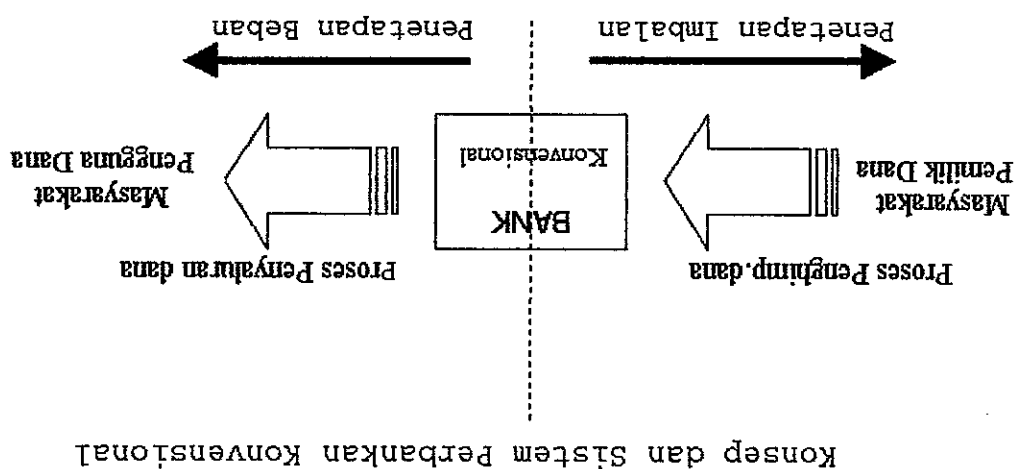 Konsep dan Sistem Perbankan Konvensional
Proses Penghimp.dana
Proses Penyaluran dana
Masyarakat
Pemilik Dana
BANK
Konvensional
Masyarakat
Pengguna Dana
Penetapan Imbalan
Penetapan Beban